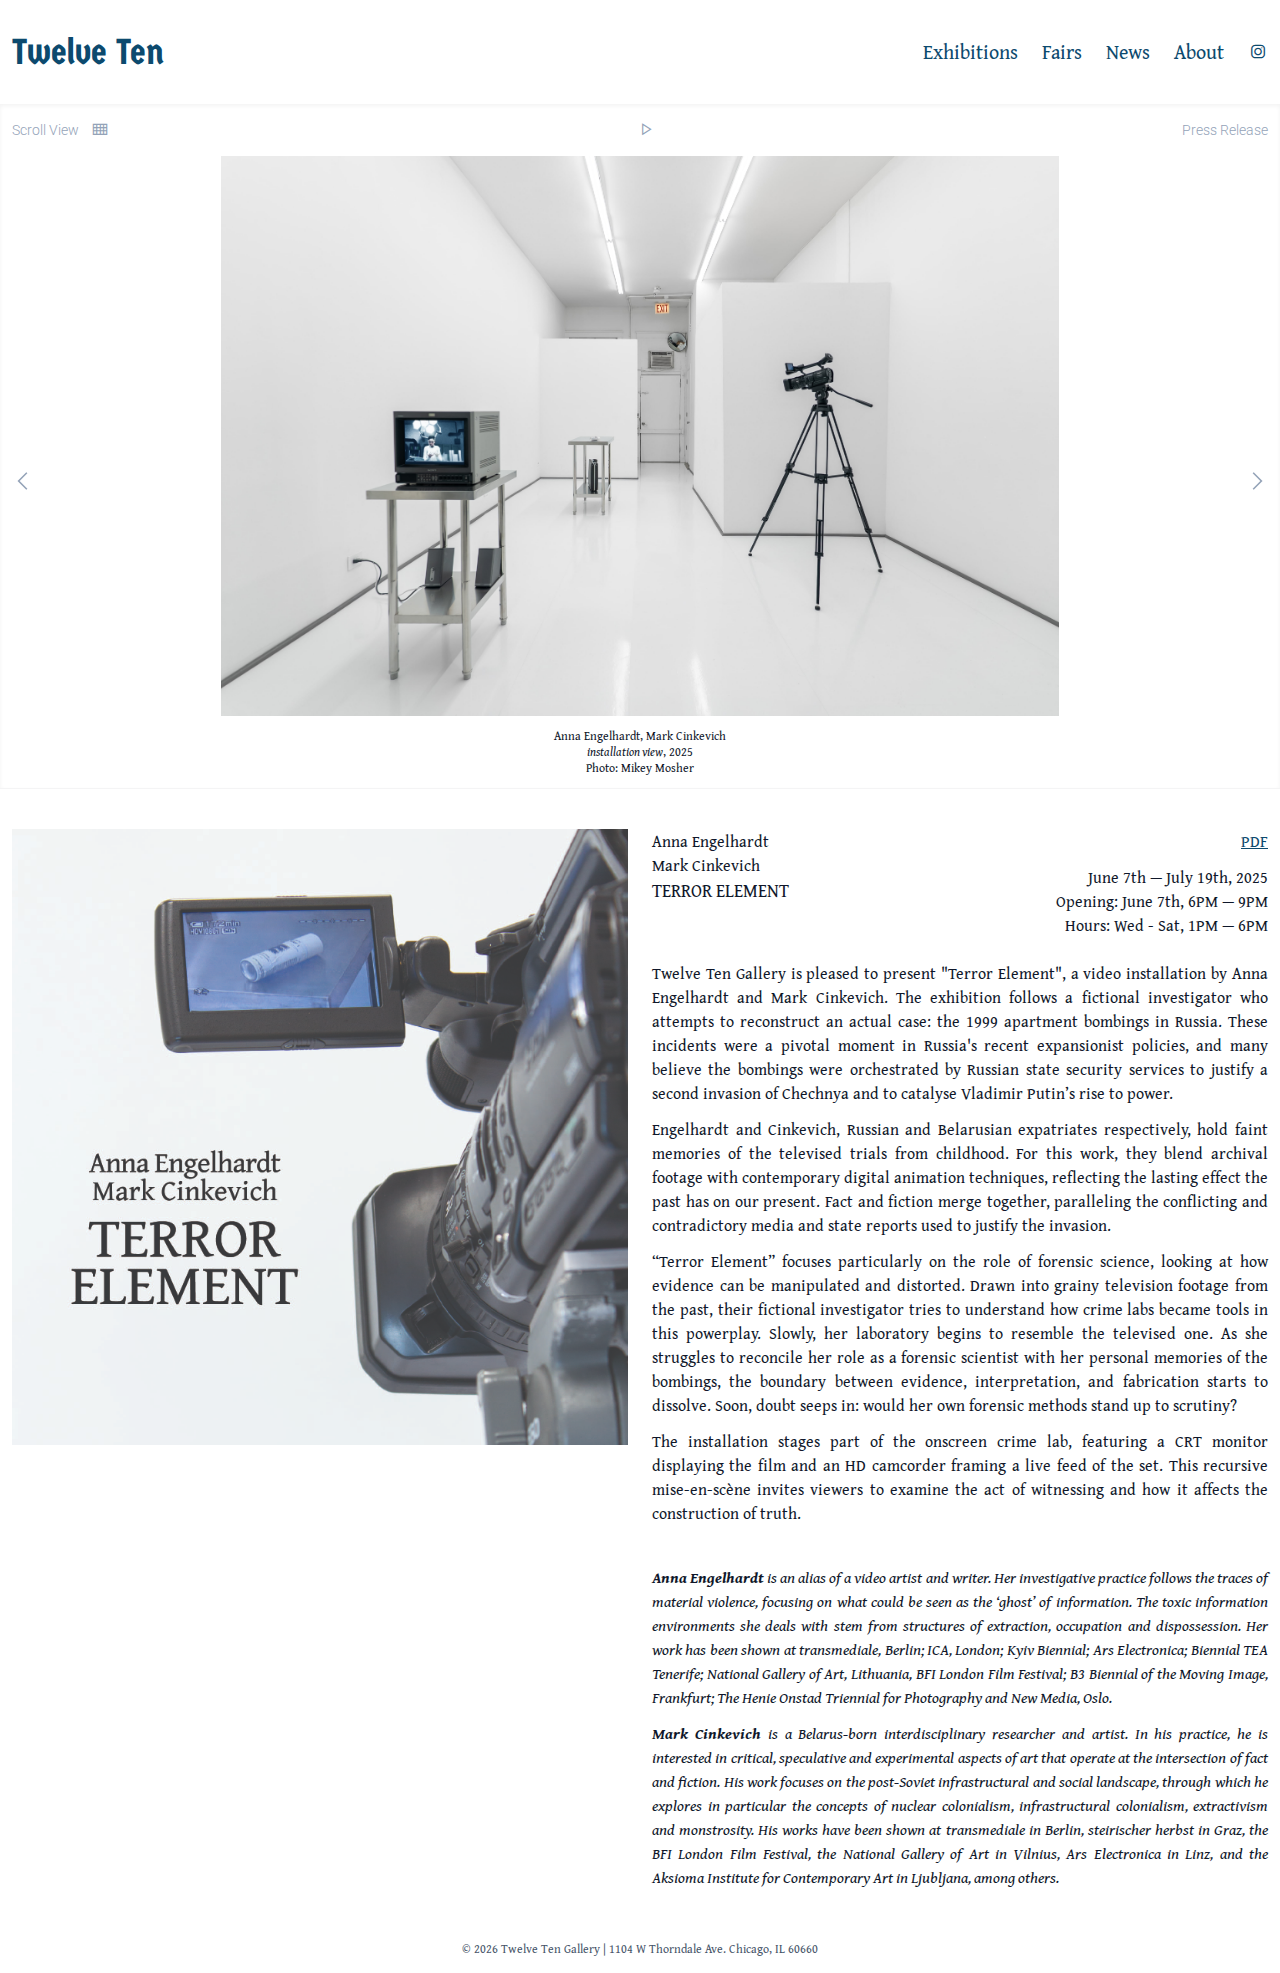 Twelve Ten
Exhibitions Fairs News About
Scroll View
Press Release
EXIT
Anna Engelhardt, Mark Cinkevich
installation view, 2025
Photo: Mikey Mosher
Anna Engelhardt
Mark Cinkevich
TERROR
ELEMENT
Anna Engelhardt
Mark Cinkevich
TERROR ELEMENT
PDF
June 7th — July 19th, 2025
Opening: June 7th, 6PM — 9PM
Hours: Wed - Sat, 1PM — 6PM
Twelve Ten Gallery is pleased to present "Terror Element", a video installation by Anna
Engelhardt and Mark Cinkevich. The exhibition follows a fictional investigator who
attempts to reconstruct an actual case: the 1999 apartment bombings in Russia. These
incidents were a pivotal moment in Russia's recent expansionist policies, and many
believe the bombings were orchestrated by Russian state security services to justify a
second invasion of Chechnya and to catalyse Vladimir Putin’s rise to power.
Engelhardt and Cinkevich, Russian and Belarusian expatriates respectively, hold faint
memories of the televised trials from childhood. For this work, they blend archival
footage with contemporary digital animation techniques, reflecting the lasting effect the
past has on our present. Fact and fiction merge together, paralleling the conflicting and
contradictory media and state reports used to justify the invasion.
“Terror Element” focuses particularly on the role of forensic science, looking at how
evidence can be manipulated and distorted. Drawn into grainy television footage from
the past, their fictional investigator tries to understand how crime labs became tools in
this powerplay. Slowly, her laboratory begins to resemble the televised one. As she
struggles to reconcile her role as a forensic scientist with her personal memories of the
bombings, the boundary between evidence, interpretation, and fabrication starts to
dissolve. Soon, doubt seeps in: would her own forensic methods stand up to scrutiny?
The installation stages part of the onscreen crime lab, featuring a CRT monitor
displaying the film and an HD camcorder framing a live feed of the set. This recursive
mise-en-scène invites viewers to examine the act of witnessing and how it affects the
construction of truth.
Anna Engelhardt is an alias of a video artist and writer. Her investigative practice follows the traces of
material violence, focusing on what could be seen as the ‘ghost’ of information. The toxic information
environments she deals with stem from structures of extraction, occupation and dispossession. Her
work has been shown at transmediale, Berlin; ICA, London; Kyiv Biennial; Ars Electronica; Biennial TEA
Tenerife; National Gallery of Art, Lithuania, BFI London Film Festival; B3 Biennial of the Moving Image,
Frankfurt; The Henie Onstad Triennial for Photography and New Media, Oslo.
Mark Cinkevich is a Belarus-born interdisciplinary researcher and artist. In his practice, he is
interested in critical, speculative and experimental aspects of art that operate at the intersection of fact
and fiction. His work focuses on the post-Soviet infrastructural and social landscape, through which he
explores in particular the concepts of nuclear colonialism, infrastructural colonialism, extractivism
and monstrosity. His works have been shown at transmediale in Berlin, steirischer herbst in Graz, the
BFI London Film Festival, the National Gallery of Art in Vilnius, Ars Electronica in Linz, and the
Aksioma Institute for Contemporary Art in Ljubljana, among others.
© 2026 Twelve Ten Gallery | 1104 W Thorndale Ave. Chicago, IL 60660